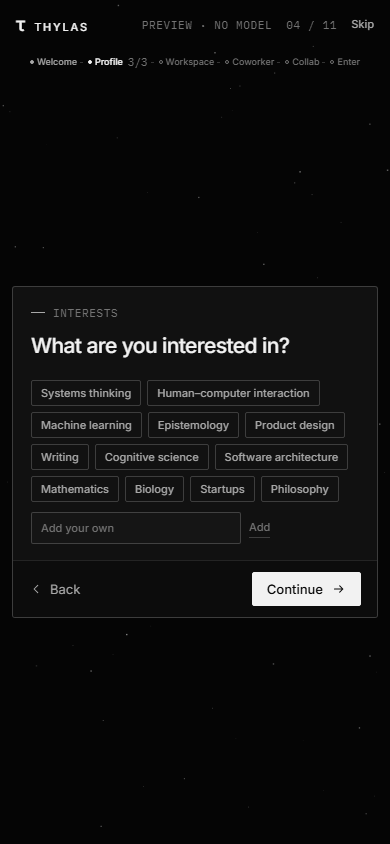 THYLAS PREVIEW · NO MODEL 04 / 11 Skip
Welcome Profile 3/3 Workspace Coworker Collab Enter
INTERESTS
What are you interested in?
Systems thinking Human–computer interaction
Machine learning Epistemology Product design
Writing Cognitive science Software architecture
Mathematics Biology Startups Philosophy
Add your own Add
Back Continue